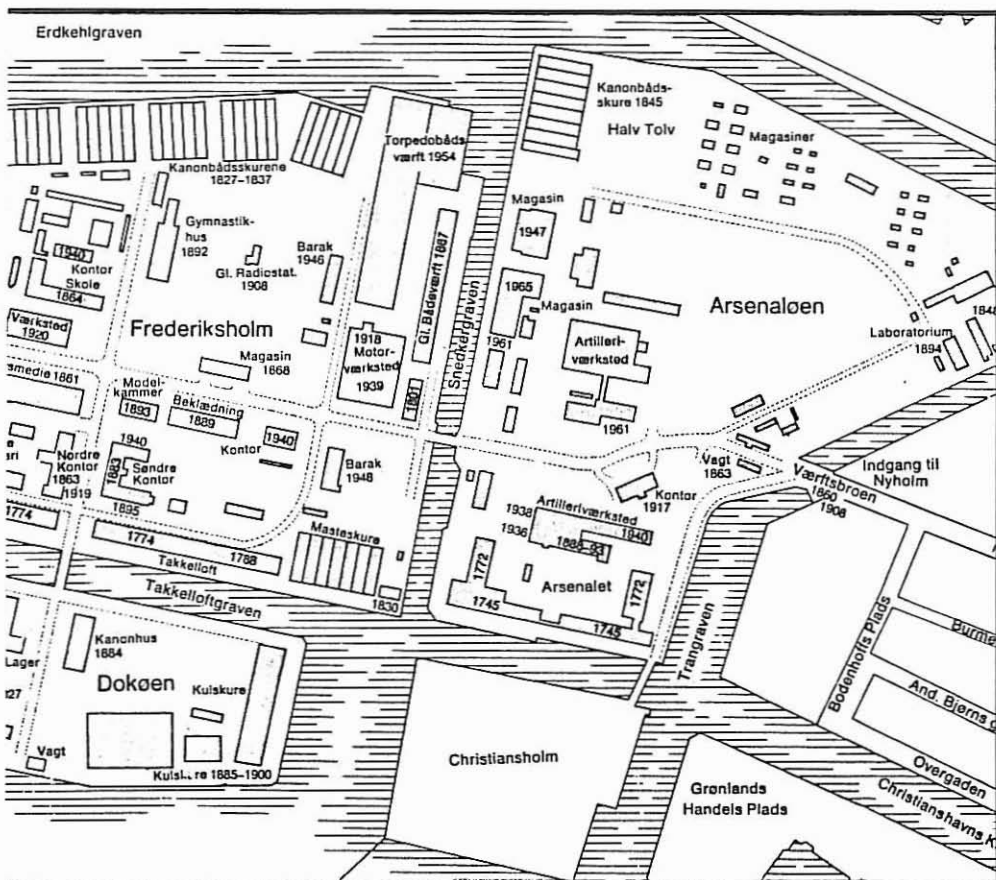 Erdkehlgraven
Kanonbåds-
skure 1845
Halv Tolv
Magasiner
Torpedobåds
værft 1954
Kanonbådsskurene
1827-1837
Gymnastik-
hus
1892
Gl. Radiostat.
1908
Barak
1946
Gl. Bådeværft 1887
Snedkergraven
Magasin
1947
1965
Magasin
1961
Artilleri-
værksted
1961
Arsenaløen
Laboratorium
1894
1848
1940
Kontor
Skole
1864
Værksted
1920
Frederiksholm
Magasin
1868
1918
Motor-
værksted
1939
1801
smedie 1861
Model-
kammer
1893
Beklædning
1889
Kontor
1940
Nordre
Kontor
1863
1919
1940
1883
Søndre
Kontor
1895
Barak
1948
Vagt
1863
Værftsbroen
1860
1908
Indgang til
Nyholm
Kontor
1917
Artilleriværksted
1938
1936
1940
1888-93
1772
Arsenalet
1772
1745
1745
1774
1774
1788
Takkelloft
Masteskure
1830
Takkelloftgraven
Trangraven
Bodenhoffs Plads
Kanonhus
1884
Lager
Dokøen
Kulskure
Vagt
Kulskure 1885-1900
Christiansholm
Grønlands
Handels Plads
And. Bjørns
Overgaden
Christianshavns